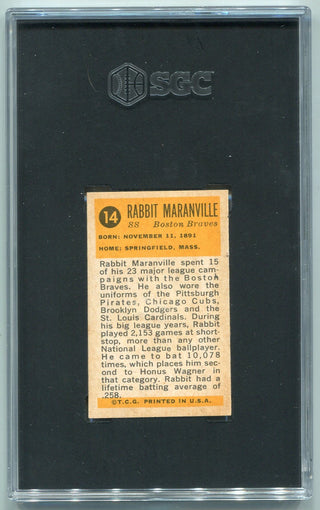 SGC
14 RABBIT MARANVILLE
SS Boston Braves
BORN: NOVEMBER 11, 1891
HOME: SPRINGFIELD, MASS.
Rabbit Maranville spent 15
of his 23 major league cam-
paigns with the Boston
Braves. He also wore the
uniforms of the Pittsburgh
Pirates, Chicago Cubs,
Brooklyn Dodgers and the
St. Louis Cardinals. During
his big league years, Rabbit
played 2,153 games at short-
stop, more than any other
National League ballplayer.
He came to bat 10,078
times, which places him sec-
ond to Honus Wagner in
that category. Rabbit had a
lifetime batting average of
.258.
©T.C.G. PRINTED IN U.S.A.